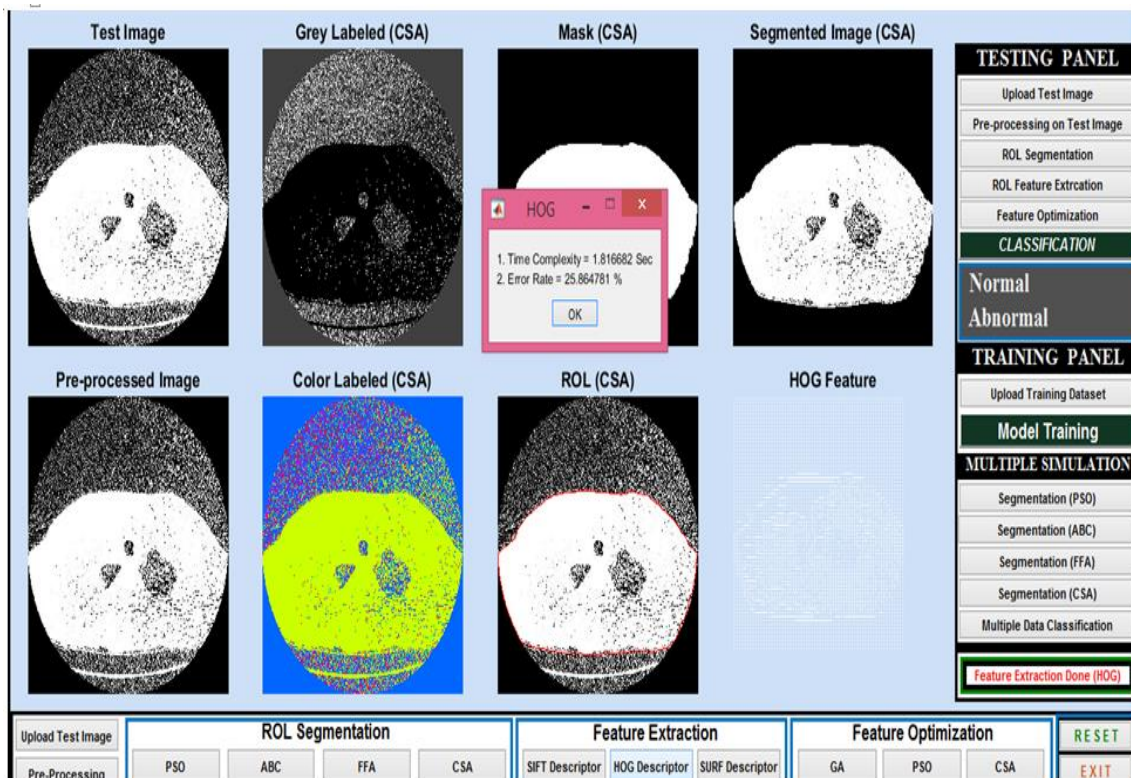 Test Image
Grey Labeled (CSA)
Mask (CSA)
Segmented Image (CSA)
HOG
1. Time Complexity = 1.816682 Sec
2. Error Rate = 25.864781 %
OK
Pre-processed Image
Color Labeled (CSA)
ROL (CSA)
HOG Feature
TESTING PANEL
Upload Test Image
Pre-processing on Test Image
ROL Segmentation
ROL Feature Extrcation
Feature Optimization
CLASSIFICATION
Normal
Abnormal
TRAINING PANEL
Upload Training Dataset
Model Training
MULTIPLE SIMULATION
Segmentation (PSO)
Segmentation (ABC)
Segmentation (FFA)
Segmentation (CSA)
Multiple Data Classification
Feature Extraction Done (HOG)
Upload Test Image
Pre-Processing
ROL Segmentation
PSO
ABC
FFA
CSA
Feature Extraction
SIFT Descriptor
HOG Descriptor
SURF Descriptor
Feature Optimization
GA
PSO
CSA
RESET
EXIT